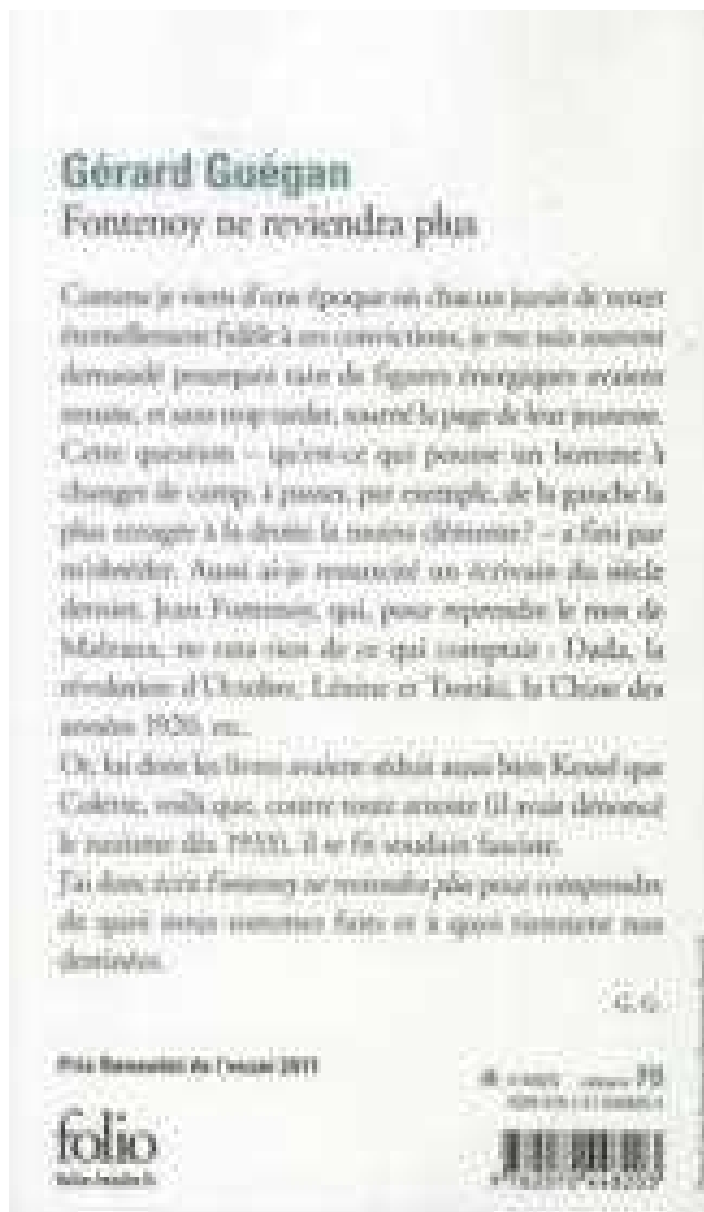 Gérard Guégan
Fontenoy ne reviendra plus
Comme je viens d'une époque où chacun jurait de rester
éternellement fidèle à ses convictions, je me suis souvent
demandé pourquoi tant de figures énergiques avaient
ensuite, et sans trop tarder, tourné la page de leur jeunesse.
Cette question – qu'est-ce qui pousse un homme à
changer de camp, à passer, par exemple, de la gauche la
plus enragée à la droite la moins clémente ? – a fini par
m'obséder. Aussi ai-je ressuscité un écrivain du siècle
dernier, Jean Fontenoy, qui, pour reprendre le mot de
Malraux, ne rata rien de ce qui comptait : Dada, la
révolution d'Octobre, Lénine et Trotski, la Chine des
années 1920, etc.
Or, lui dont les livres avaient séduit aussi bien Kessel que
Colette, voilà que, contre toute attente (il avait dénoncé
le nazisme dès 1933), il se fit soudain fasciste.
J'ai donc écrit Fontenoy ne reviendra plus pour comprendre
de quoi nous sommes faits et à quoi tiennent nos
destinées.
G. G.
Prix Renaudot de l'essai 2011
folio